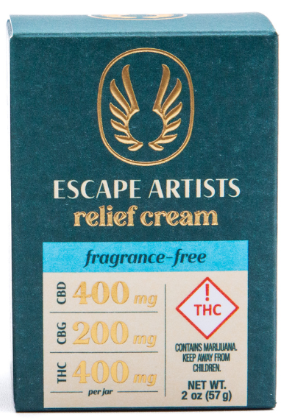 ESCAPE ARTISTS
relief cream
fragrance-free
CBD 400 mg
CBG 200 mg
THC 400 mg
per jar
!
THC
CONTAINS MARIJUANA.
KEEP AWAY FROM
CHILDREN.
NET WT.
2 oz (57 g)